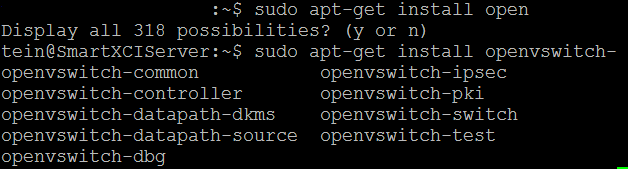 :~$ sudo apt-get install open
Display all 318 possibilities? (y or n)
tein@SmartXCIServer:~$ sudo apt-get install openvswitch-
openvswitch-common openvswitch-ipsec
openvswitch-controller openvswitch-pki
openvswitch-datapath-dkms openvswitch-switch
openvswitch-datapath-source openvswitch-test
openvswitch-dbg